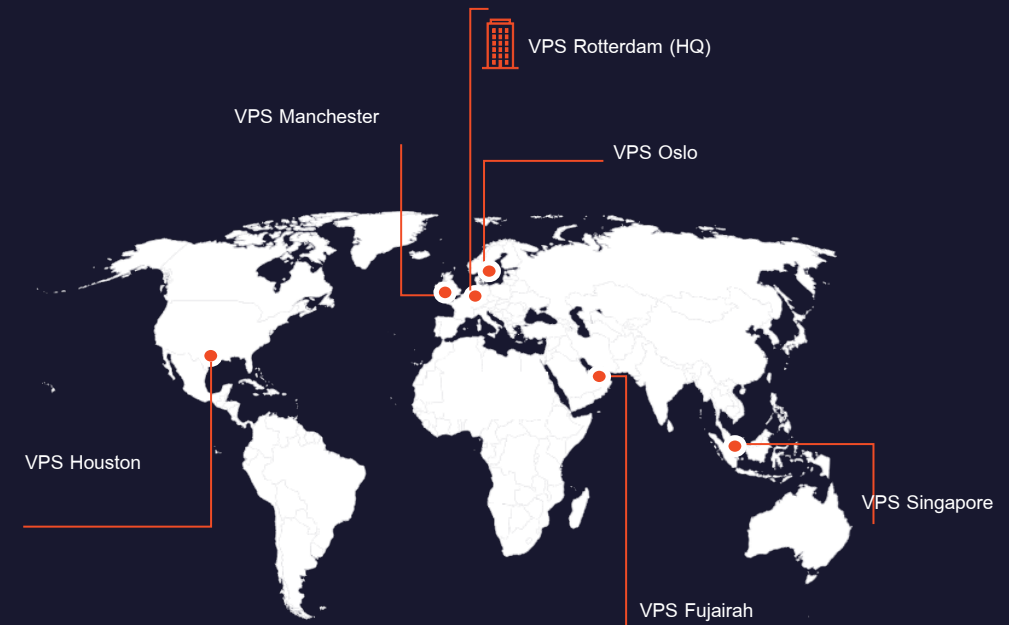 VPS Rotterdam (HQ)
VPS Manchester
VPS Oslo
VPS Houston
VPS Singapore
VPS Fujairah